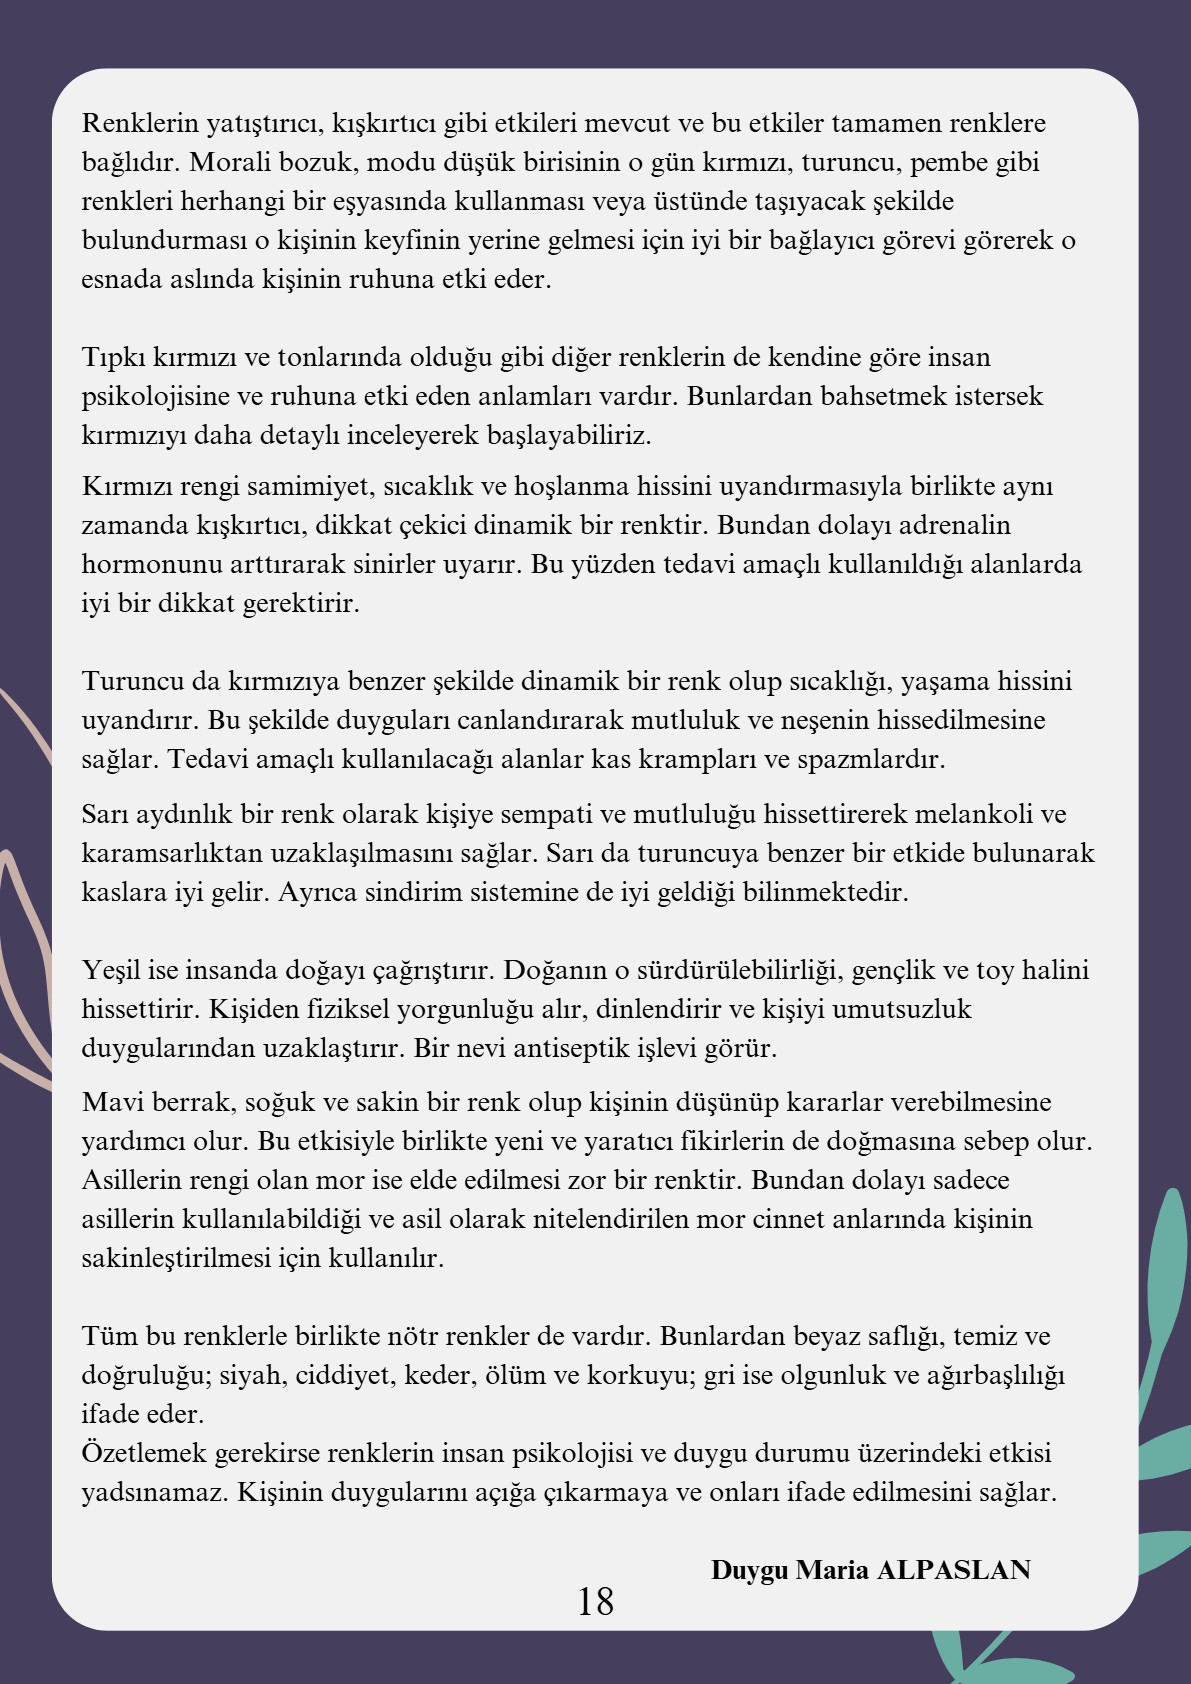 Renklerin yatıştırıcı, kışkırtıcı gibi etkileri mevcut ve bu etkiler tamamen renklere
bağlıdır. Morali bozuk, modu düşük birisinin o gün kırmızı, turuncu, pembe gibi
renkleri herhangi bir eşyasında kullanması veya üstünde taşıyacak şekilde
bulundurması o kişinin keyfinin yerine gelmesi için iyi bir bağlayıcı görevi görerek o
esnada aslında kişinin ruhuna etki eder.
Tıpkı kırmızı ve tonlarında olduğu gibi diğer renklerin de kendine göre insan
psikolojisine ve ruhuna etki eden anlamları vardır. Bunlardan bahsetmek istersek
kırmızıyı daha detaylı inceleyerek başlayabiliriz.
Kırmızı rengi samimiyet, sıcaklık ve hoşlanma hissini uyandırmasıyla birlikte aynı
zamanda kışkırtıcı, dikkat çekici dinamik bir renktir. Bundan dolayı adrenalin
hormonunu arttırarak sinirler uyarır. Bu yüzden tedavi amaçlı kullanıldığı alanlarda
iyi bir dikkat gerektirir.
Turuncu da kırmızıya benzer şekilde dinamik bir renk olup sıcaklığı, yaşama hissini
uyandırır. Bu şekilde duyguları canlandırarak mutluluk ve neşenin hissedilmesine
sağlar. Tedavi amaçlı kullanılacağı alanlar kas krampları ve spazmlardır.
Sarı aydınlık bir renk olarak kişiye sempati ve mutluluğu hissettirerek melankoli ve
karamsarlıktan uzaklaşılmasını sağlar. Sarı da turuncuya benzer bir etkide bulunarak
kaslara iyi gelir. Ayrıca sindirim sistemine de iyi geldiği bilinmektedir.
Yeşil ise insanda doğayı çağrıştırır. Doğanın o sürdürülebilirliği, gençlik ve toy halini
hissettirir. Kişiden fiziksel yorgunluğu alır, dinlendirir ve kişiyi umutsuzluk
duygularından uzaklaştırır. Bir nevi antiseptik işlevi görür.
Mavi berrak, soğuk ve sakin bir renk olup kişinin düşünüp kararlar verebilmesine
yardımcı olur. Bu etkisiyle birlikte yeni ve yaratıcı fikirlerin de doğmasına sebep olur.
Asillerin rengi olan mor ise elde edilmesi zor bir renktir. Bundan dolayı sadece
asillerin kullanılabildiği ve asil olarak nitelendirilen mor cinnet anlarında kişinin
sakinleştirilmesi için kullanılır.
Tüm bu renklerle birlikte nötr renkler de vardır. Bunlardan beyaz saflığı, temiz ve
doğruluğu; siyah, ciddiyet, keder, ölüm ve korkuyu; gri ise olgunluk ve ağırbaşlılığı
ifade eder.
Özetlemek gerekirse renklerin insan psikolojisi ve duygu durumu üzerindeki etkisi
yadsınamaz. Kişinin duygularını açığa çıkarmaya ve onları ifade edilmesini sağlar.
Duygu Maria ALPASLAN
18